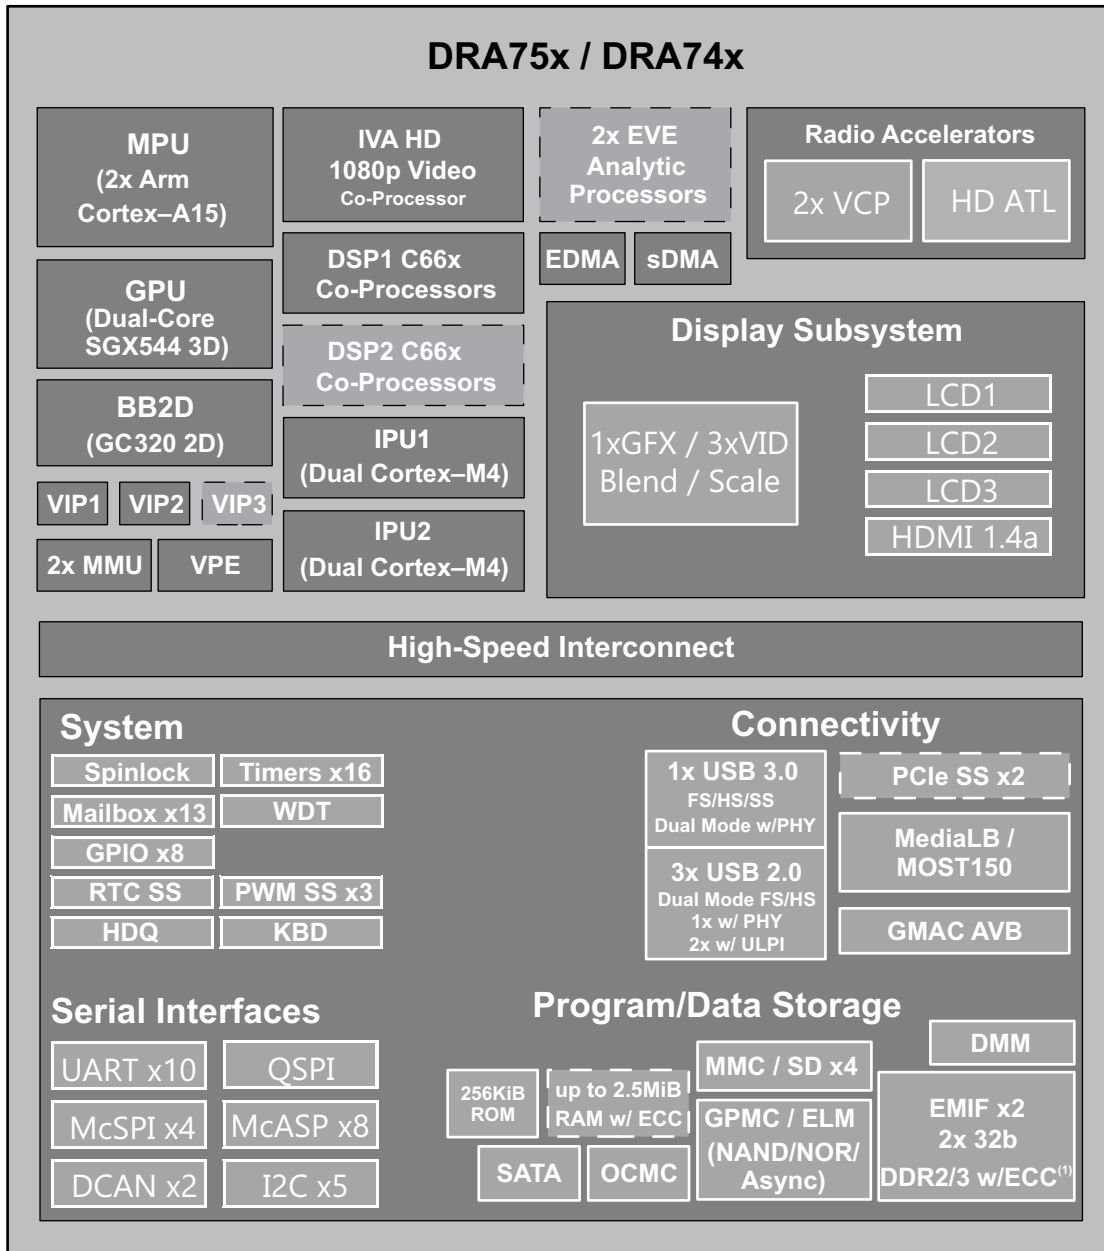 DRA75x / DRA74x
MPU
(2x Arm
Cortex–A15)
IVA HD
1080p Video
Co-Processor
2x EVE
Analytic
Processors
Radio Accelerators
2x VCP
HD ATL
EDMA
sDMA
GPU
(Dual-Core
SGX544 3D)
DSP1 C66x
Co-Processors
DSP2 C66x
Co-Processors
BB2D
(GC320 2D)
IPU1
(Dual Cortex–M4)
VIP1
VIP2
VIP3
IPU2
(Dual Cortex–M4)
2x MMU
VPE
Display Subsystem
1xGFX / 3xVID
Blend / Scale
LCD1
LCD2
LCD3
HDMI 1.4a
High-Speed Interconnect
System
Spinlock
Timers x16
Mailbox x13
WDT
GPIO x8
RTC SS
PWM SS x3
HDQ
KBD
Connectivity
1x USB 3.0
FS/HS/SS
Dual Mode w/PHY
3x USB 2.0
Dual Mode FS/HS
1x w/ PHY
2x w/ ULPI
PCIe SS x2
MediaLB /
MOST150
GMAC AVB
Serial Interfaces
UART x10
QSPI
McSPI x4
McASP x8
DCAN x2
I2C x5
Program/Data Storage
256KiB
ROM
up to 2.5MiB
RAM w/ ECC
SATA
OCMC
MMC / SD x4
GPMC / ELM
(NAND/NOR/
Async)
DMM
EMIF x2
2x 32b
DDR2/3 w/ECC(1)